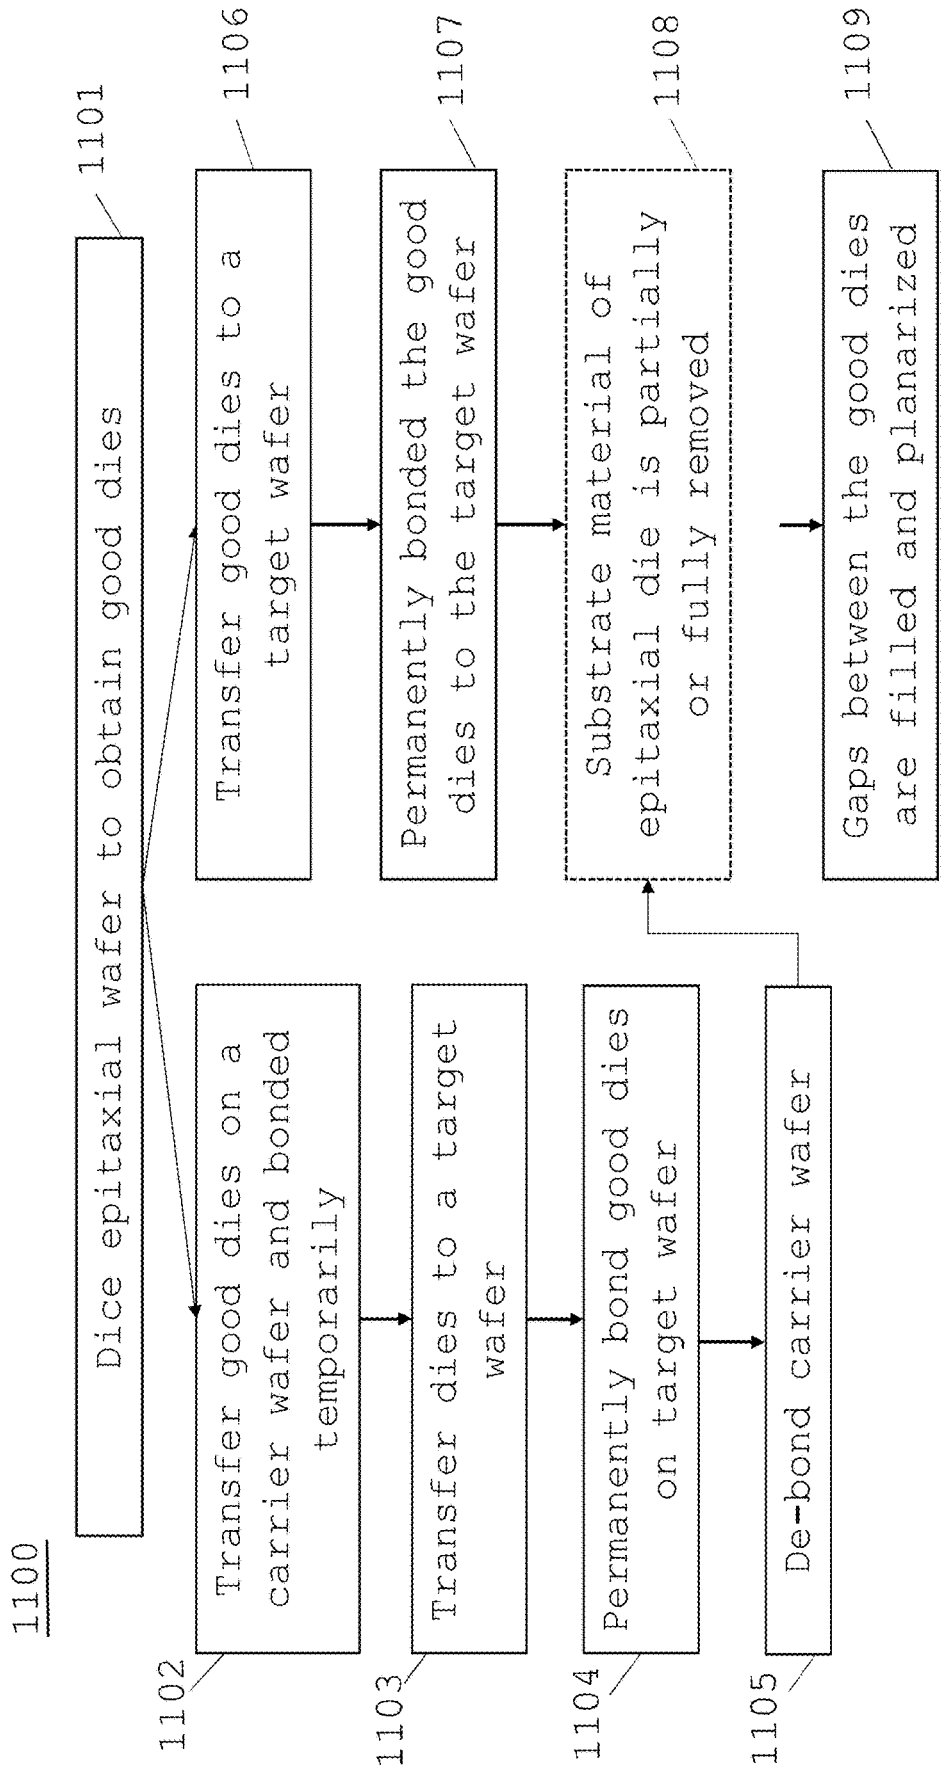 1100
1101
Dice epitaxial wafer to obtain good dies
1102
Transfer good dies on a
carrier wafer and bonded
temporarily
1103
Transfer dies to a target
wafer
1104
Permanently bond good dies
on target wafer
1105
De-bond carrier wafer
1106
Transfer good dies to a
target wafer
1107
Permanently bonded the good
dies to the target wafer
1108
Substrate material of
epitaxial die is partially
or fully removed
1109
Gaps between the good dies
are filled and planarized